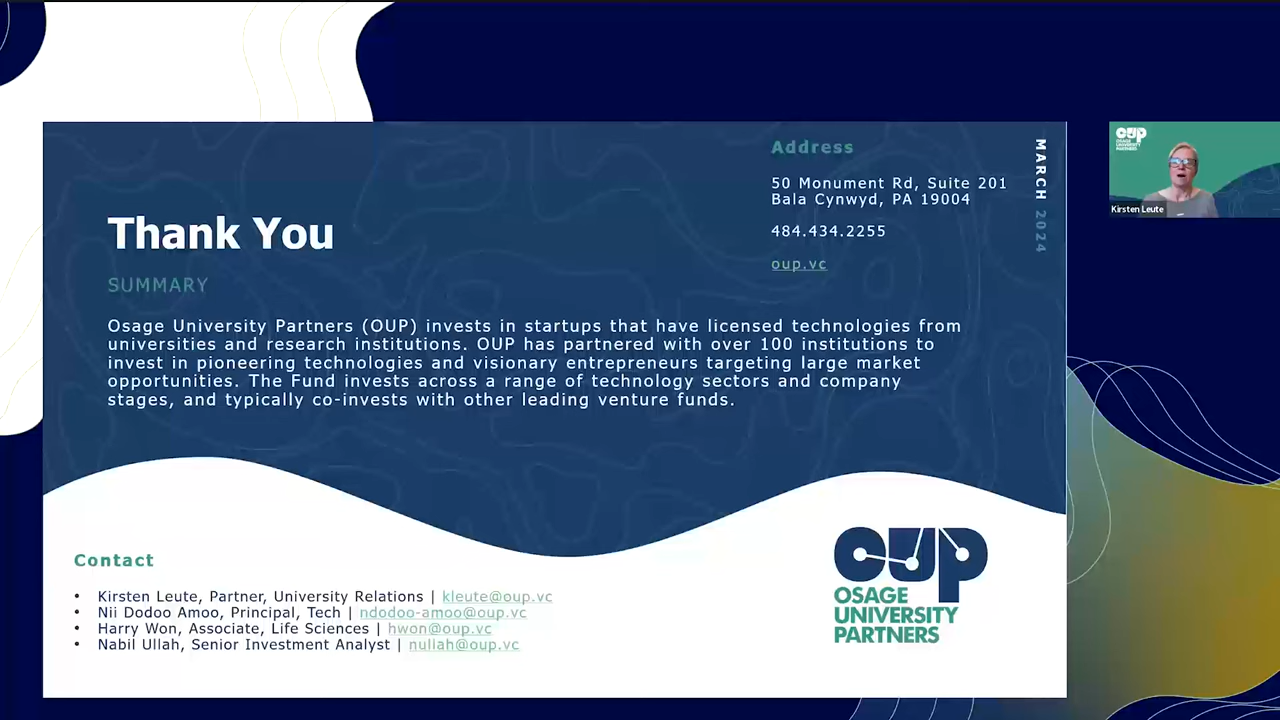 Address
50 Monument Rd, Suite 201
Bala Cynwyd, PA 19004
484.434.2255
oup.vc
MARCH 2024
Thank You
SUMMARY
Osage University Partners (OUP) invests in startups that have licensed technologies from
universities and research institutions. OUP has partnered with over 100 institutions to
invest in pioneering technologies and visionary entrepreneurs targeting large market
opportunities. The Fund invests across a range of technology sectors and company
stages, and typically co-invests with other leading venture funds.
Contact
• Kirsten Leute, Partner, University Relations | kleute@oup.vc
• Nii Dodoo Amoo, Principal, Tech | ndodoo-amoo@oup.vc
• Harry Won, Associate, Life Sciences | hwon@oup.vc
• Nabil Ullah, Senior Investment Analyst | nullah@oup.vc
oup
OSAGE
UNIVERSITY
PARTNERS
oup
OSAGE
UNIVERSITY
PARTNERS
Kirsten Leute